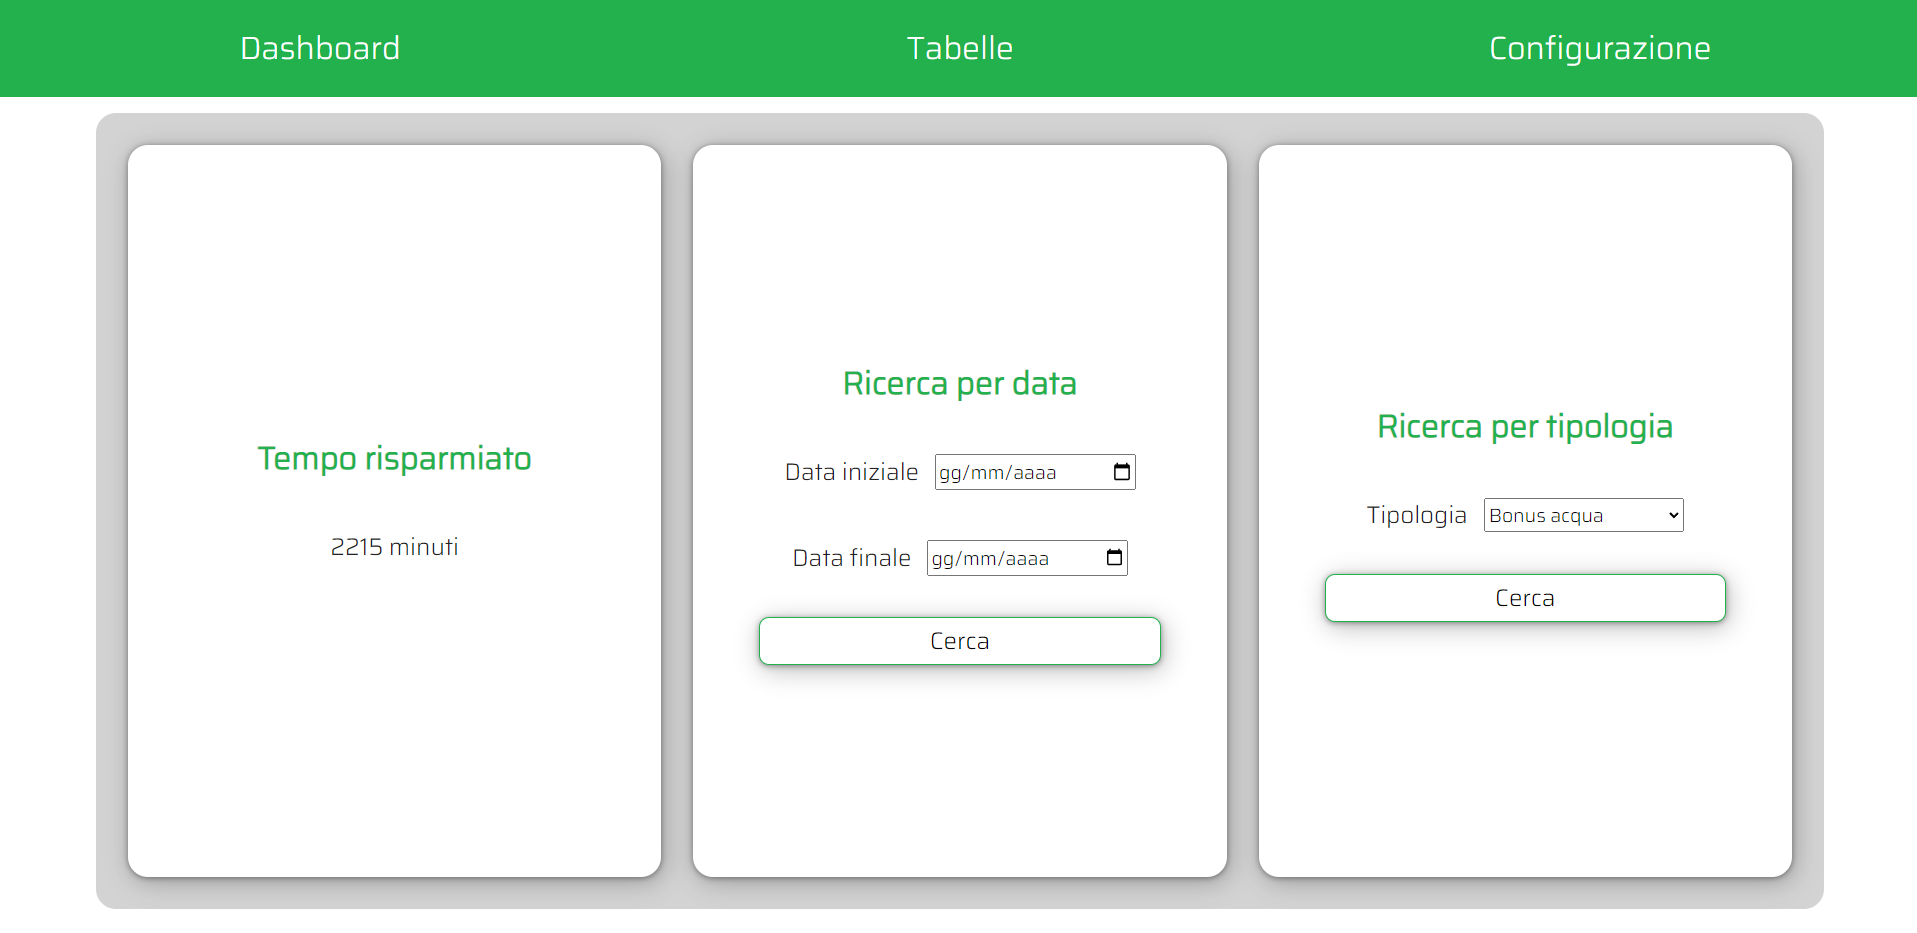 Dashboard
Tabelle
Configurazione
Tempo risparmiato
2215 minuti
Ricerca per data
Data iniziale gg/mm/aaaa
Data finale gg/mm/aaaa
Cerca
Ricerca per tipologia
Tipologia Bonus acqua
Cerca